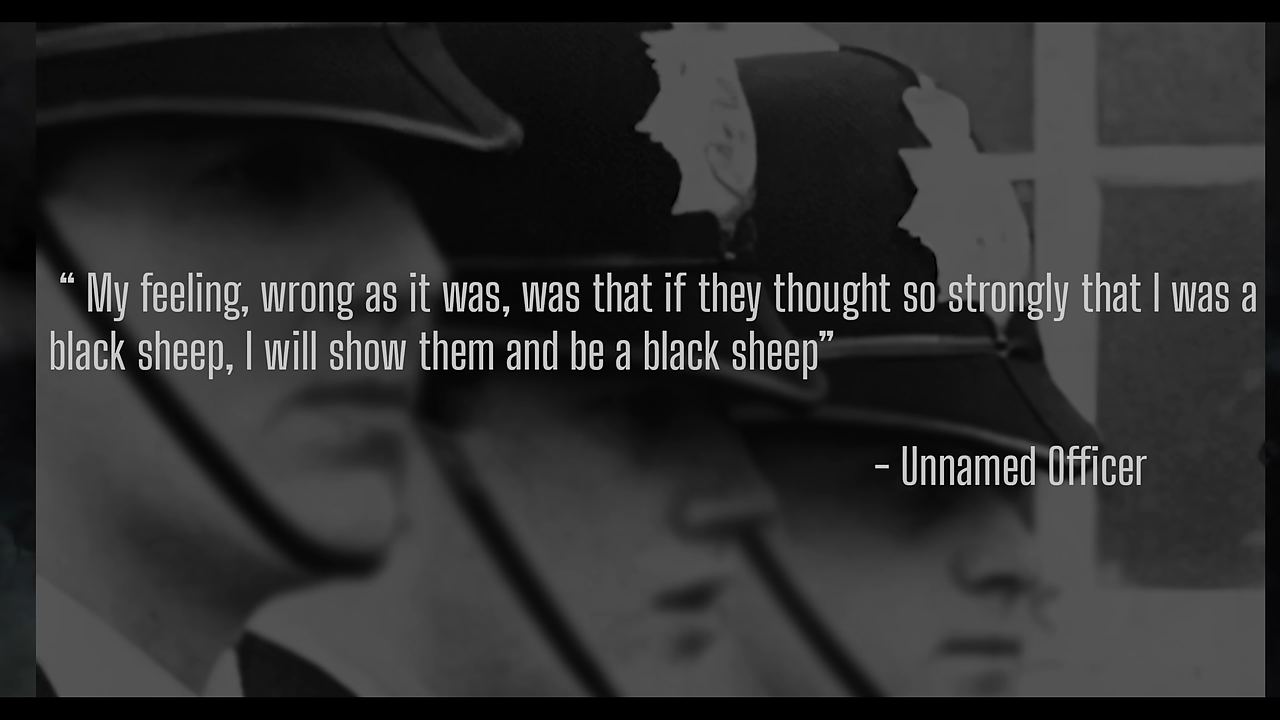 “ My feeling, wrong as it was, was that if they thought so strongly that I was a
black sheep, I will show them and be a black sheep”
- Unnamed Officer